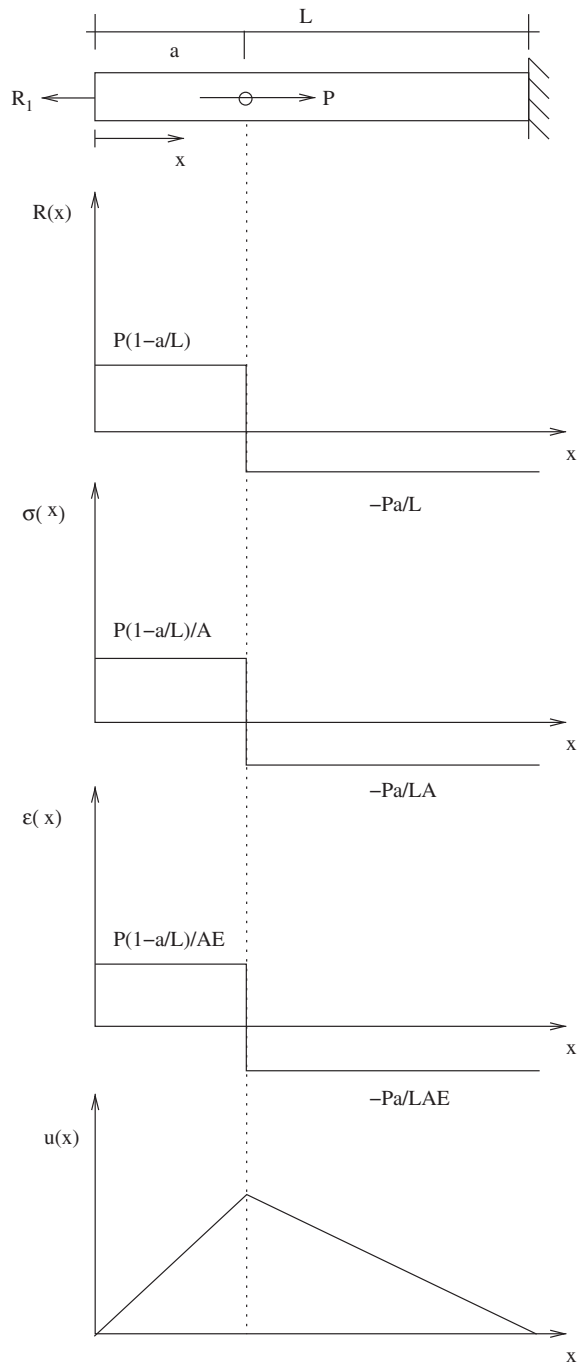 L
a
R1 P
x
R(x)
P(1−a/L)
x
−Pa/L
σ(x)
P(1−a/L)/A
x
−Pa/LA
ε(x)
P(1−a/L)/AE
x
−Pa/LAE
u(x)
x